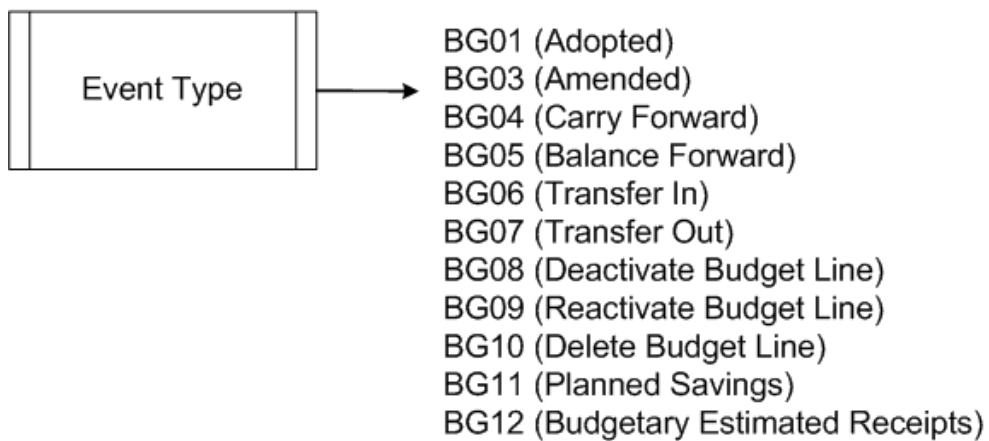 Event Type
BG01 (Adopted)
BG03 (Amended)
BG04 (Carry Forward)
BG05 (Balance Forward)
BG06 (Transfer In)
BG07 (Transfer Out)
BG08 (Deactivate Budget Line)
BG09 (Reactivate Budget Line)
BG10 (Delete Budget Line)
BG11 (Planned Savings)
BG12 (Budgetary Estimated Receipts)